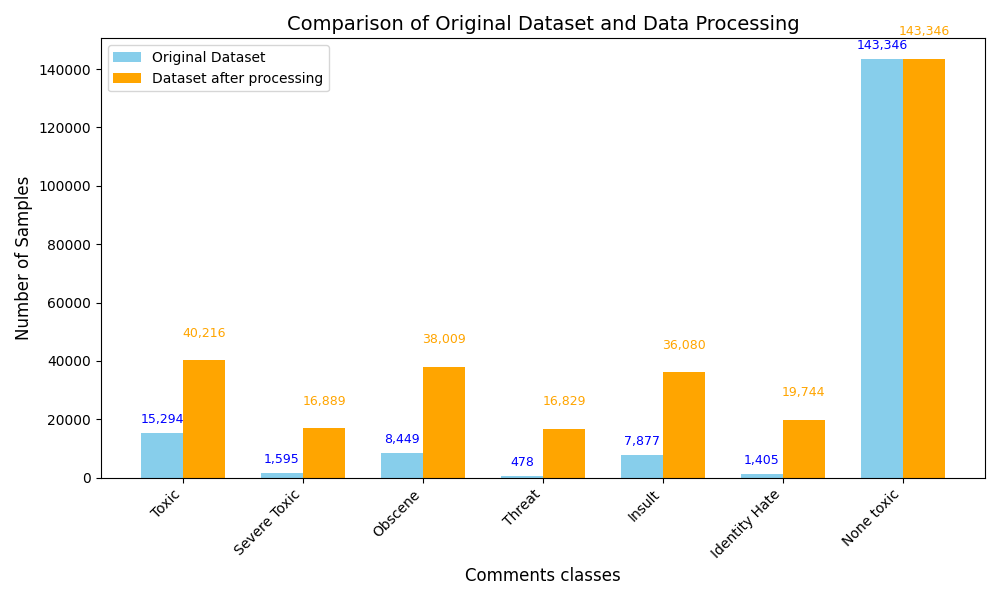 Comparison of Original Dataset and Data Processing
Original Dataset
Dataset after processing
Number of Samples
140000
120000
100000
80000
60000
40000
20000
0
15,294
40,216
1,595
16,889
8,449
38,009
478
16,829
7,877
36,080
1,405
19,744
143,346
143,346
Toxic
Severe Toxic
Obscene
Threat
Insult
Identity Hate
None toxic
Comments classes